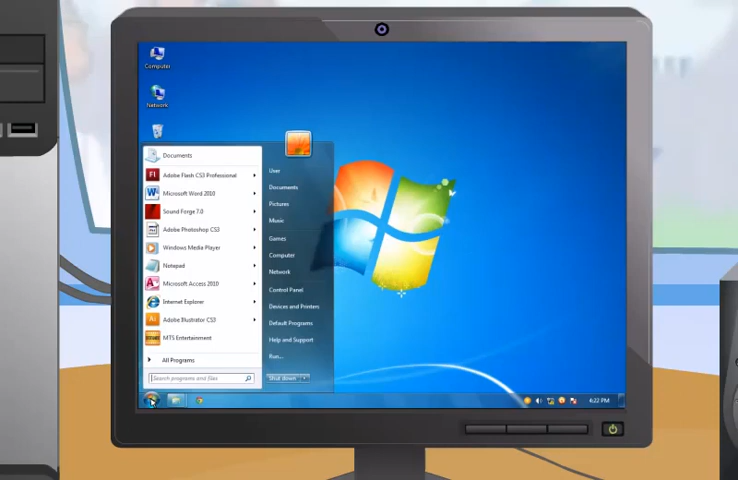 Computer
Network
Documents
Adobe Flash CS3 Professional
Microsoft Word 2010
Sound Forge 7.0
Adobe Photoshop CS3
Windows Media Player
Notepad
Microsoft Access 2010
Internet Explorer
Adobe Illustrator CS3
MTS Entertainment
All Programs
Search programs and files
User
Documents
Pictures
Music
Games
Computer
Network
Control Panel
Devices and Printers
Default Programs
Help and Support
Run...
Shut down
6:22 PM